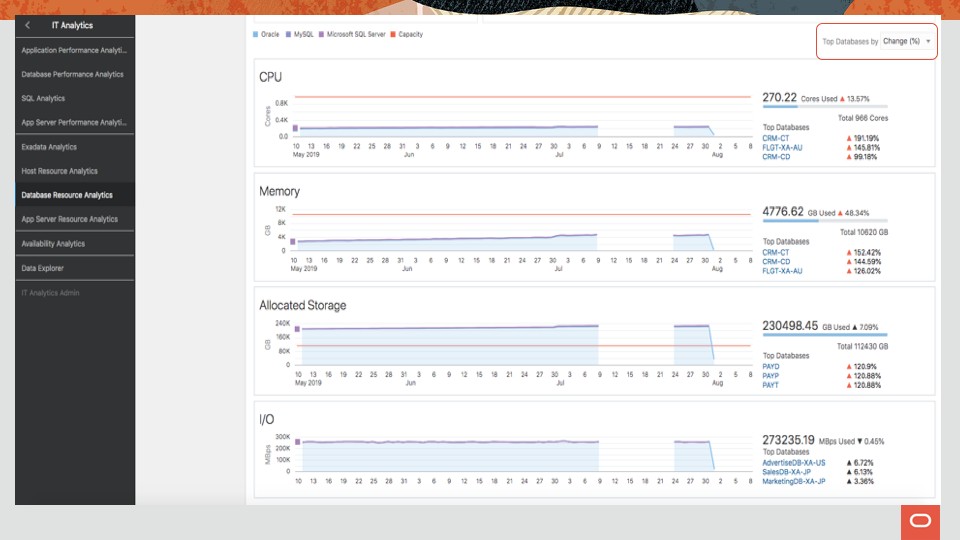 IT Analytics
Application Performance Analyti...
Database Performance Analytics
SQL Analytics
App Server Performance Analyti...
Exadata Analytics
Host Resource Analytics
Database Resource Analytics
App Server Resource Analytics
Availability Analytics
Data Explorer
IT Analytics Admin
Oracle MySQL Microsoft SQL Server Capacity
Top Databases by Change (%)
CPU
Cores
0.8K
0.4K
0.0
10 13 16 19 22 25 28 31 3 6 9 12 15 18 21 24 27 30 3 6 9 12 15 18 21 24 27 30 2 5 8
May 2019 Jun Jul Aug
270.22 Cores Used ▲ 13.57%
Total 966 Cores
Top Databases
CRM-CT ▲ 191.19%
FLGT-XA-AU ▲ 145.81%
CRM-CD ▲ 99.18%
Memory
GB
12K
8K
4K
0
10 13 16 19 22 25 28 31 3 6 9 12 15 18 21 24 27 30 3 6 9 12 15 18 21 24 27 30 2 5 8
May 2019 Jun Jul Aug
4776.62 GB Used ▲ 48.34%
Total 10620 GB
Top Databases
CRM-CT ▲ 152.42%
CRM-CD ▲ 144.59%
FLGT-XA-AU ▲ 126.02%
Allocated Storage
GB
240K
160K
80K
0
10 13 16 19 22 25 28 31 3 6 9 12 15 18 21 24 27 30 3 6 9 12 15 18 21 24 27 30 2 5 8
May 2019 Jun Jul Aug
230498.45 GB Used ▲ 7.09%
Total 112430 GB
Top Databases
PAYD ▲ 120.9%
PAYP ▲ 120.88%
PAYT ▲ 120.88%
I/O
MBps
300K
200K
100K
0
10 13 16 19 22 25 28 31 3 6 9 12 15 18 21 24 27 30 3 6 9 12 15 18 21 24 27 30 2 5 8
273235.19 MBps Used ▼ 0.45%
Top Databases
AdvertiseDB-XA-US ▲ 6.72%
SalesDB-XA-JP ▲ 6.13%
MarketingDB-XA-JP ▲ 3.36%